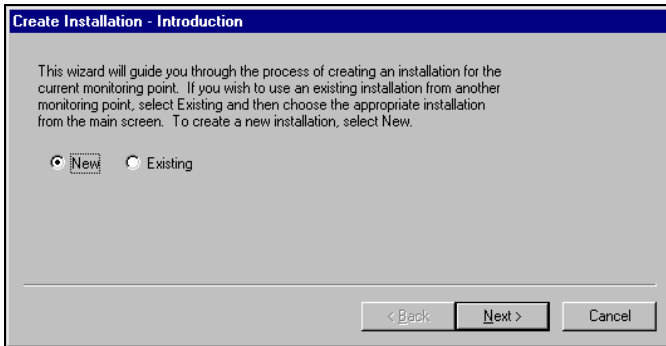 Create Installation - Introduction
This wizard will guide you through the process of creating an installation for the
current monitoring point.  If you wish to use an existing installation from another
monitoring point, select Existing and then choose the appropriate installation
from the main screen.  To create a new installation, select New.
New Existing
< Back Next > Cancel